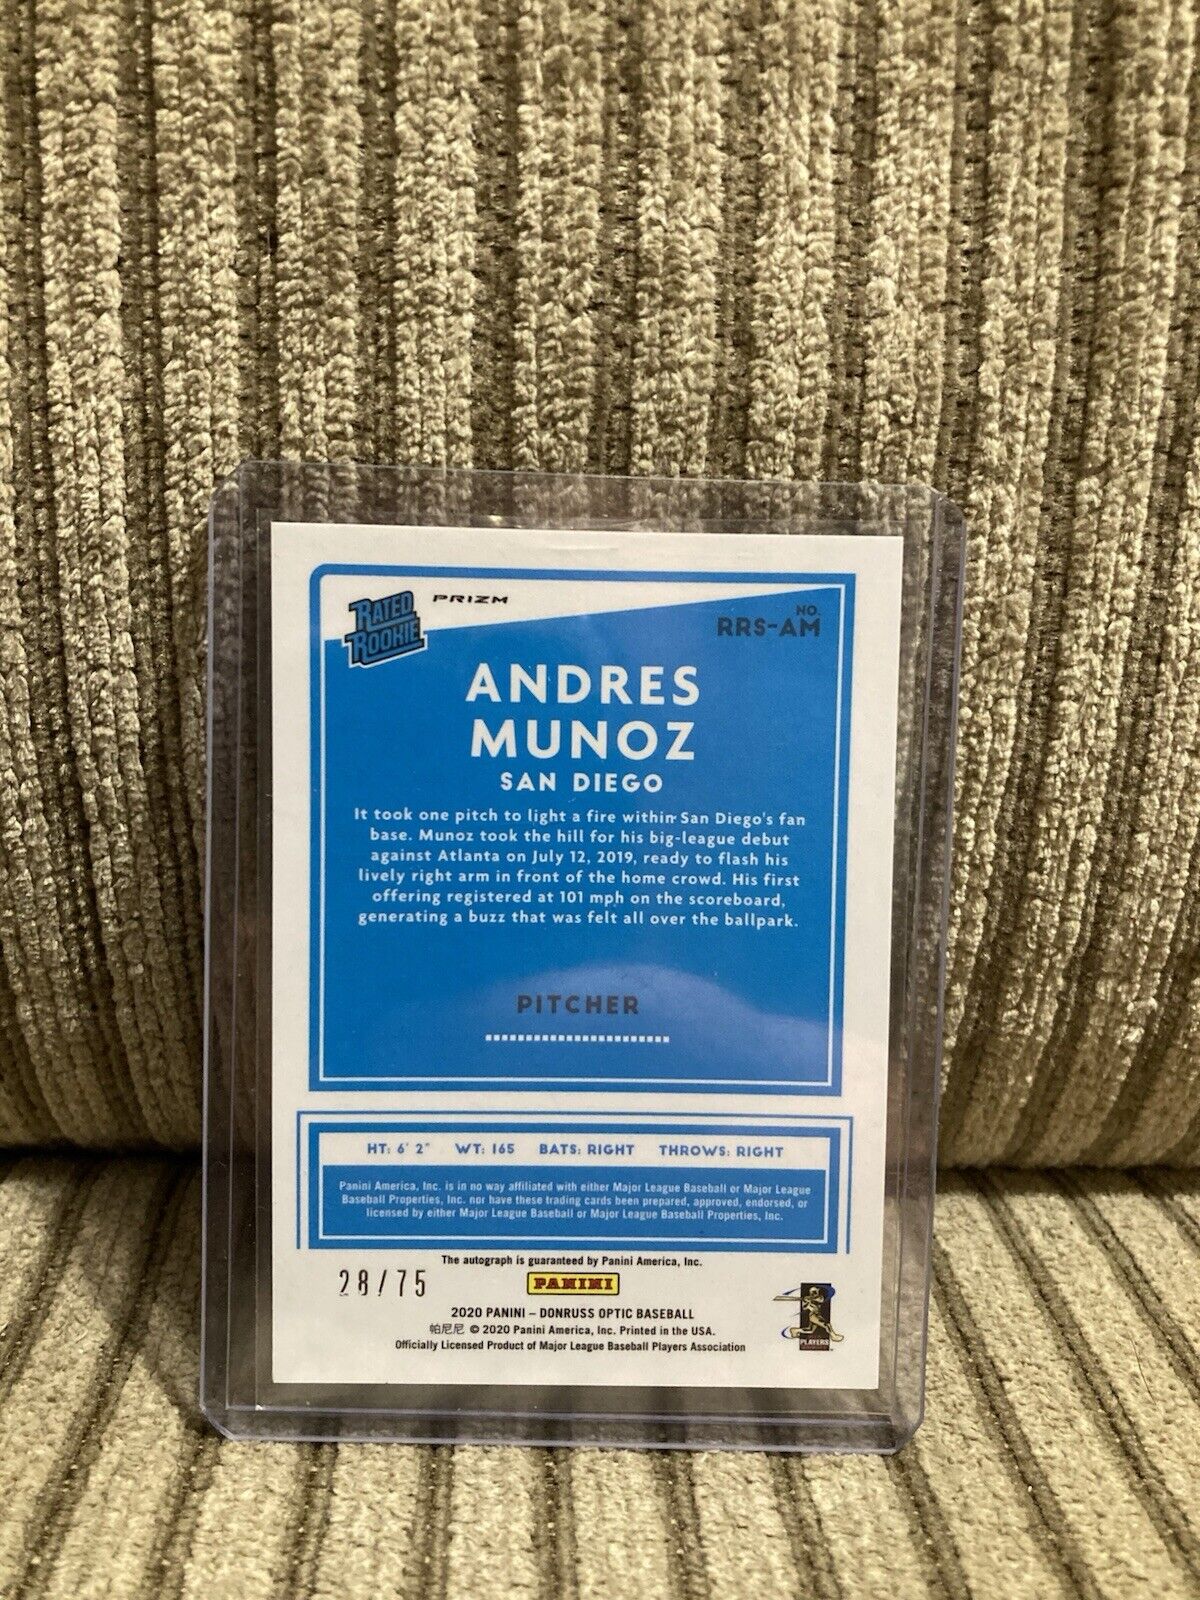 RATED
ROOKIE
PRIZM
NO.
RRS-AM
ANDRES
MUNOZ
SAN DIEGO
It took one pitch to light a fire within San Diego's fan
base. Munoz took the hill for his big-league debut
against Atlanta on July 12, 2019, ready to flash his
lively right arm in front of the home crowd. His first
offering registered at 101 mph on the scoreboard,
generating a buzz that was felt all over the ballpark.
PITCHER
HT: 6' 2" WT: 165 BATS: RIGHT THROWS: RIGHT
Panini America, Inc. is in no way affiliated with either Major League Baseball or Major League
Baseball Properties, Inc. nor have these trading cards been prepared, approved, endorsed, or
licensed by either Major League Baseball or Major League Baseball Properties, Inc.
The autograph is guaranteed by Panini America, Inc.
28/75
PANINI
2020 PANINI – DONRUSS OPTIC BASEBALL
帕尼尼 © 2020 Panini America, Inc. Printed in the USA.
Officially Licensed Product of Major League Baseball Players Association
PLAYERS